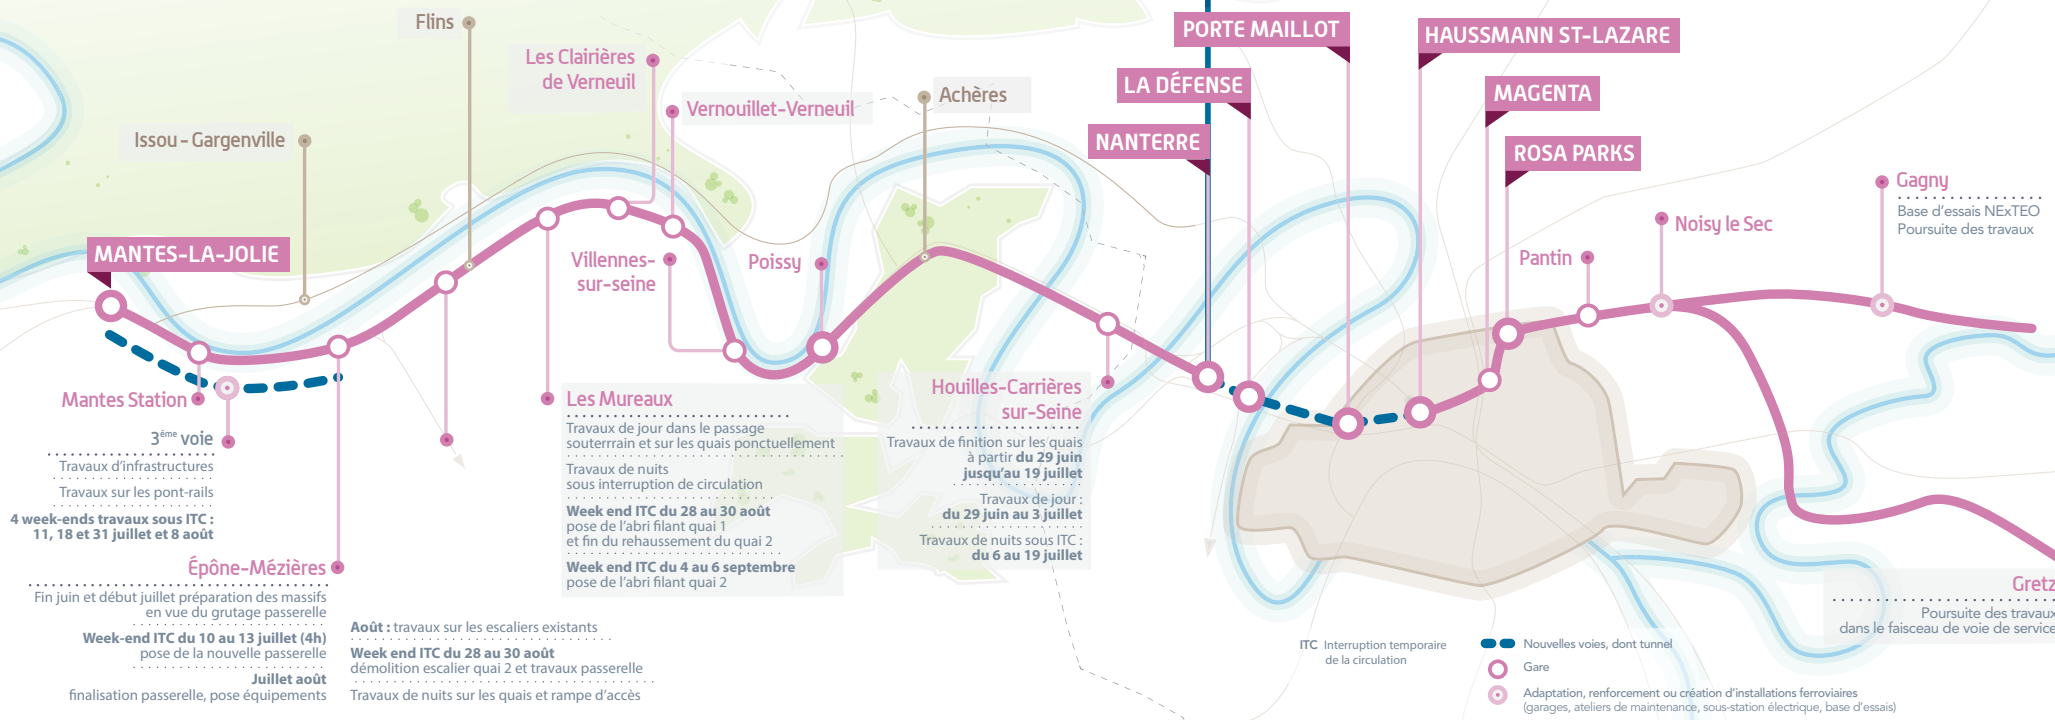 Flins
Les Clairières
de Verneuil
Vernouillet-Verneuil
Achères
Issou - Gargenville
PORTE MAILLOT
HAUSSMANN ST-LAZARE
LA DÉFENSE
MAGENTA
NANTERRE
ROSA PARKS
Gagny
Base d'essais NExTEO
Poursuite des travaux
Noisy le Sec
Pantin
MANTES-LA-JOLIE
Villennes-
sur-seine
Poissy
Mantes Station
3ème voie
Travaux d'infrastructures
Travaux sur les pont-rails
4 week-ends travaux sous ITC :
11, 18 et 31 juillet et 8 août
Épône-Mézières
Fin juin et début juillet préparation des massifs
en vue du grutage passerelle
Week-end ITC du 10 au 13 juillet (4h)
pose de la nouvelle passerelle
Juillet août
finalisation passerelle, pose équipements
Août : travaux sur les escaliers existants
Week end ITC du 28 au 30 août
démolition escalier quai 2 et travaux passerelle
Travaux de nuits sur les quais et rampe d'accès
Les Mureaux
Travaux de jour dans le passage
souterrrain et sur les quais ponctuellement
Travaux de nuits
sous interruption de circulation
Week end ITC du 28 au 30 août
pose de l'abri filant quai 1
et fin du rehaussement du quai 2
Week end ITC du 4 au 6 septembre
pose de l'abri filant quai 2
Houilles-Carrières
sur-Seine
Travaux de finition sur les quais
à partir du 29 juin
jusqu'au 19 juillet
Travaux de jour :
du 29 juin au 3 juillet
Travaux de nuits sous ITC :
du 6 au 19 juillet
Gretz
Poursuite des travaux
dans le faisceau de voie de service
ITC Interruption temporaire
de la circulation
Nouvelles voies, dont tunnel
Gare
Adaptation, renforcement ou création d'installations ferroviaires
(garages, ateliers de maintenance, sous-station électrique, base d'essais)